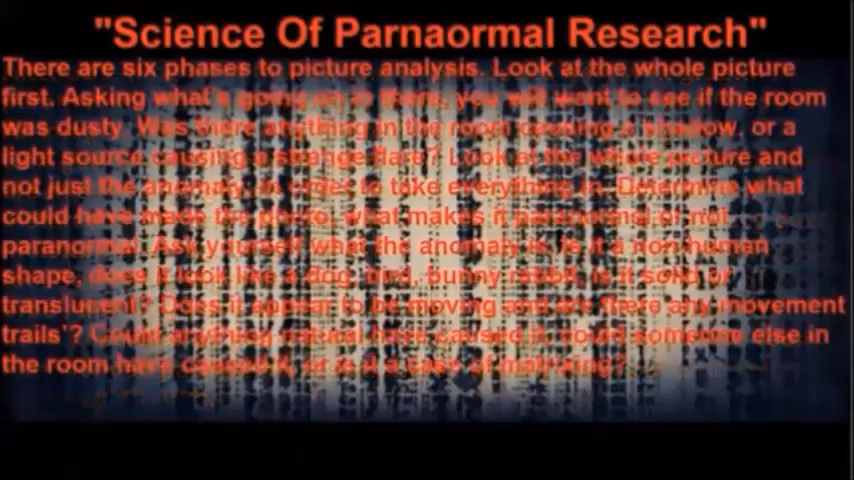 "Science Of Parnaormal Research"
There are six phases to picture analysis. Look at the whole picture
first. Asking what's going on in there, you will want to see if the room
was dusty. Was there anything in the room causing a shadow, or a
light source causing a strange flare? Look at the whole picture and
not just the anomaly, in order to take everything in. Determine what
could have made the photo, what makes it paranormal or not
paranormal. Ask yourself what the anomaly is, is it a non-human
shape, does it look like a dog, bird, bunny rabbit, is it solid or
translucent? Does it appear to be moving and are there any movement
trails'? Could anything natural have caused it, could someone else in
the room have caused it, or is it a case of matrixing?